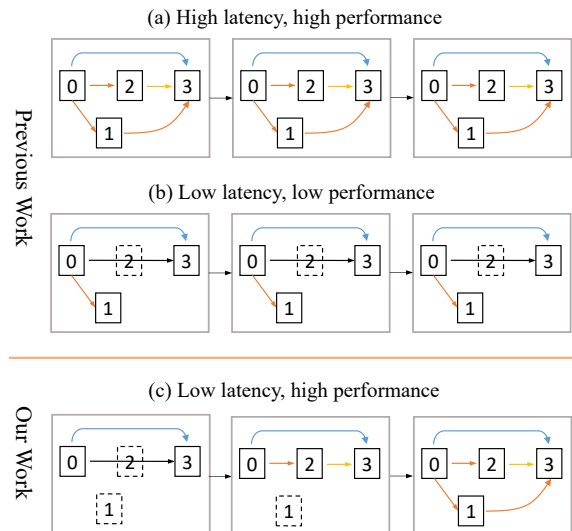 Previous Work
(a) High latency, high performance
0 2 3 0 2 3 0 2 3
1 1 1
(b) Low latency, low performance
0 2 3 0 2 3 0 2 3
1 1 1
Our Work
(c) Low latency, high performance
0 2 3 0 2 3 0 2 3
1 1 1